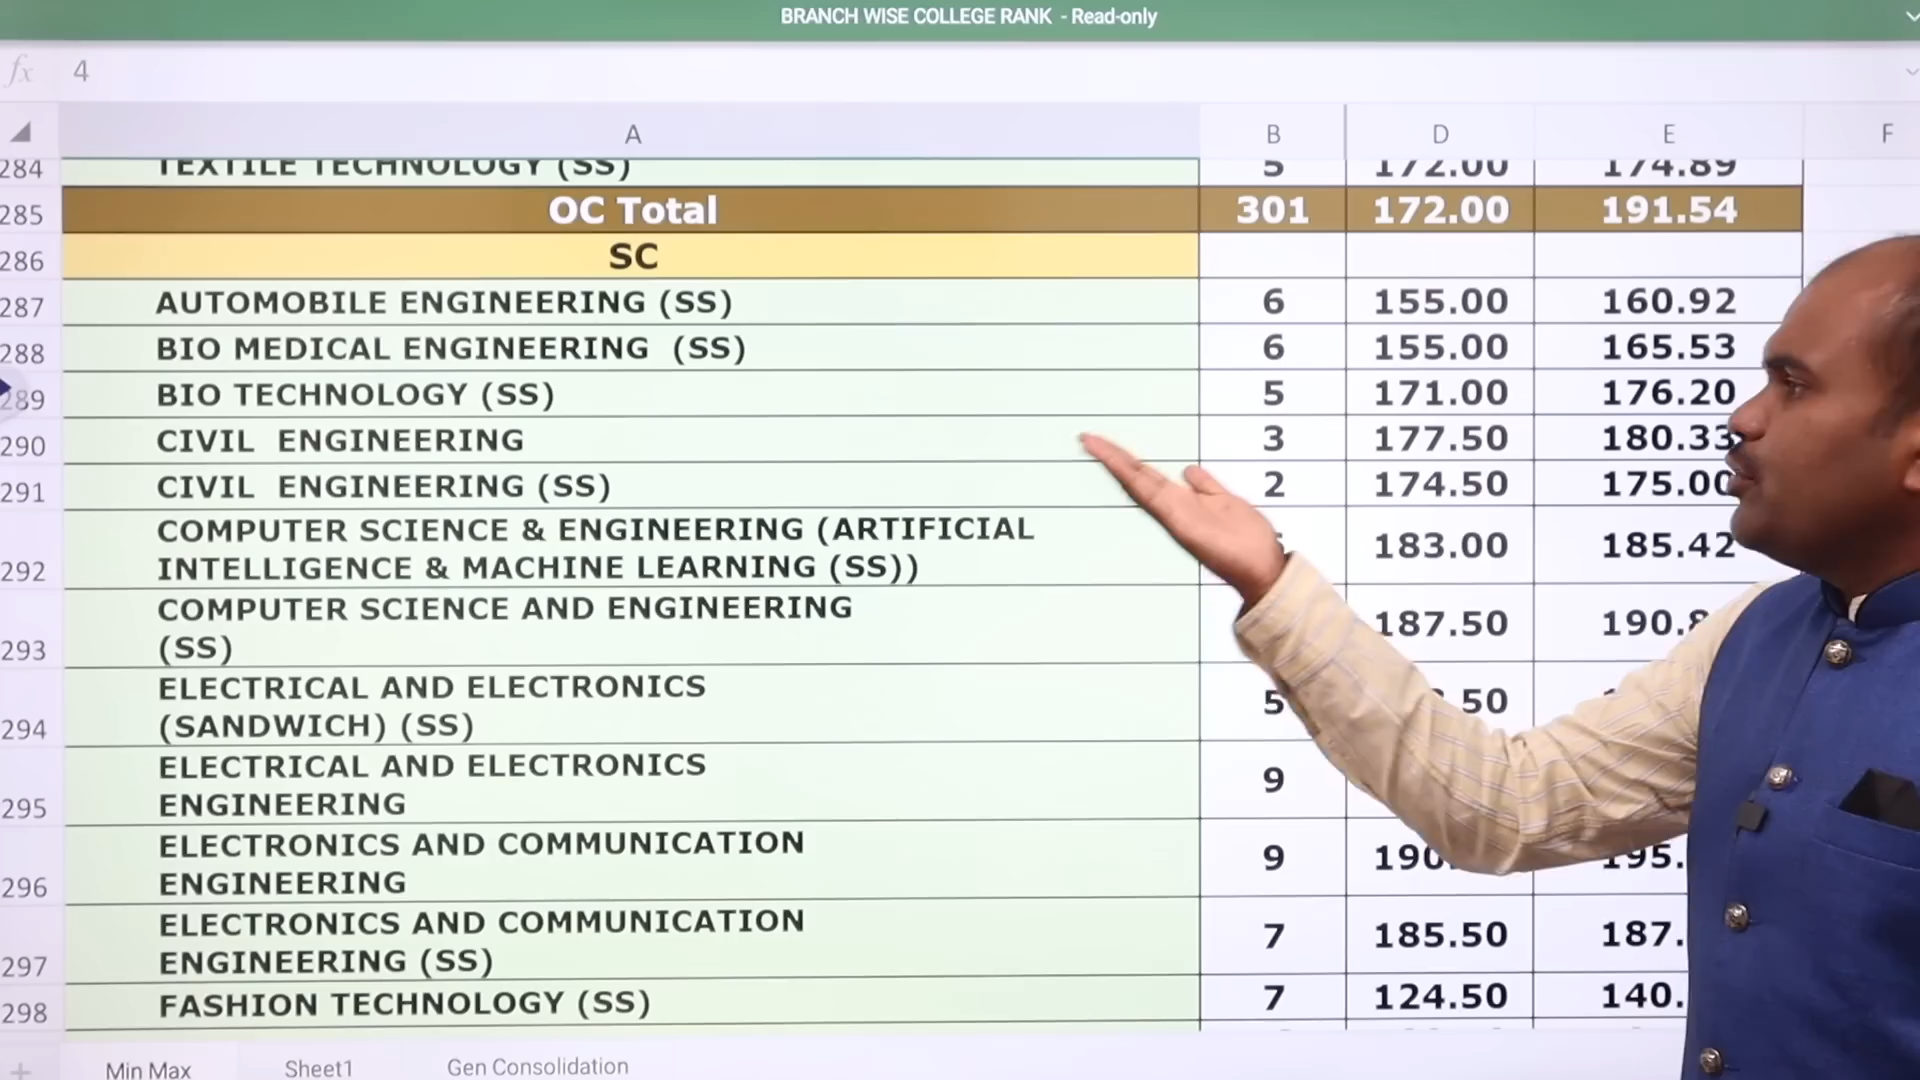 BRANCH WISE COLLEGE RANK - Read-only
fx 4
A B D E F
284 TEXTILE TECHNOLOGY (SS) 5 172.00 174.89
285 OC Total 301 172.00 191.54
286 SC
287 AUTOMOBILE ENGINEERING (SS) 6 155.00 160.92
288 BIO MEDICAL ENGINEERING (SS) 6 155.00 165.53
289 BIO TECHNOLOGY (SS) 5 171.00 176.20
290 CIVIL ENGINEERING 3 177.50 180.33
291 CIVIL ENGINEERING (SS) 2 174.50 175.00
COMPUTER SCIENCE & ENGINEERING (ARTIFICIAL
292 INTELLIGENCE & MACHINE LEARNING (SS)) 183.00 185.42
COMPUTER SCIENCE AND ENGINEERING
293 (SS) 187.50
ELECTRICAL AND ELECTRONICS
294 (SANDWICH) (SS) 5
ELECTRICAL AND ELECTRONICS
295 ENGINEERING 9
ELECTRONICS AND COMMUNICATION
296 ENGINEERING 9
ELECTRONICS AND COMMUNICATION
297 ENGINEERING (SS) 7 185.50
298 FASHION TECHNOLOGY (SS) 7 124.50
Min Max Sheet1 Gen Consolidation